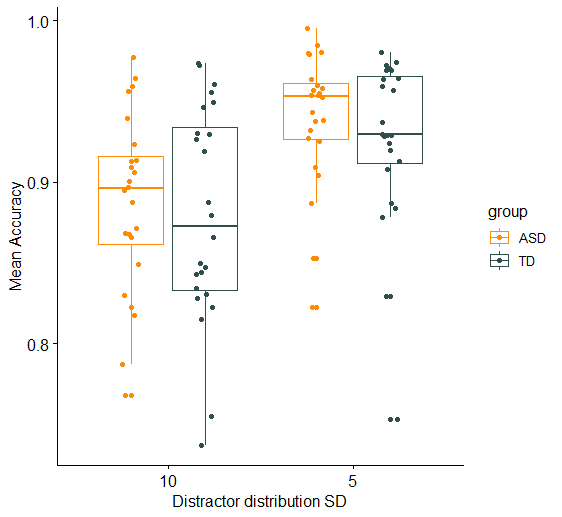 1.0
0.9
0.8
Mean Accuracy
10
5
Distractor distribution SD
group
ASD
TD